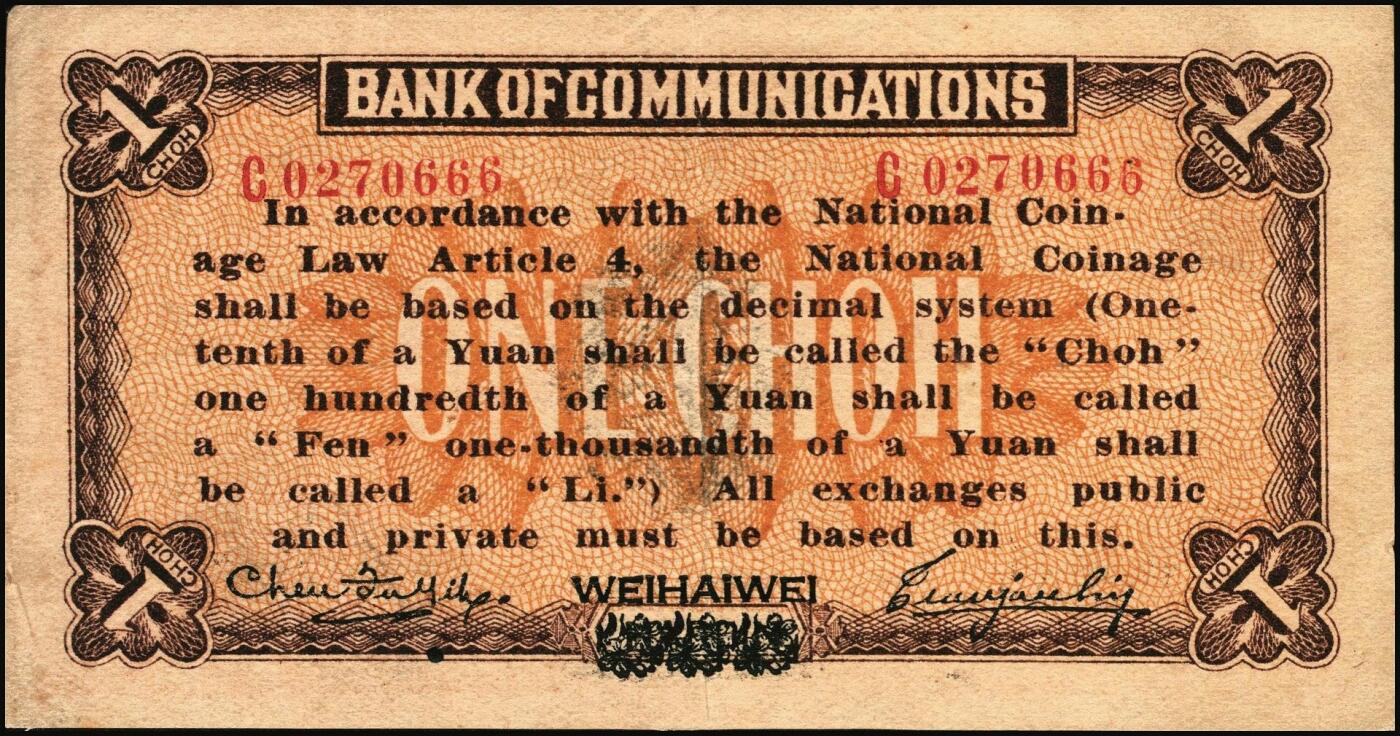 BANK OF COMMUNICATIONS
1 CHOH
1 CHOH
C0270666
C0270666
In accordance with the National Coin-
age Law Article 4, the National Coinage
shall be based on the decimal system (One-
tenth of a Yuan shall be called the “Choh”
one hundredth of a Yuan shall be called
a “Fen” one-thousandth of a Yuan shall
be called a “Li.”) All exchanges public
and private must be based on this.
ONE CHOH
WEIHAIWEI
1 CHOH
1 CHOH